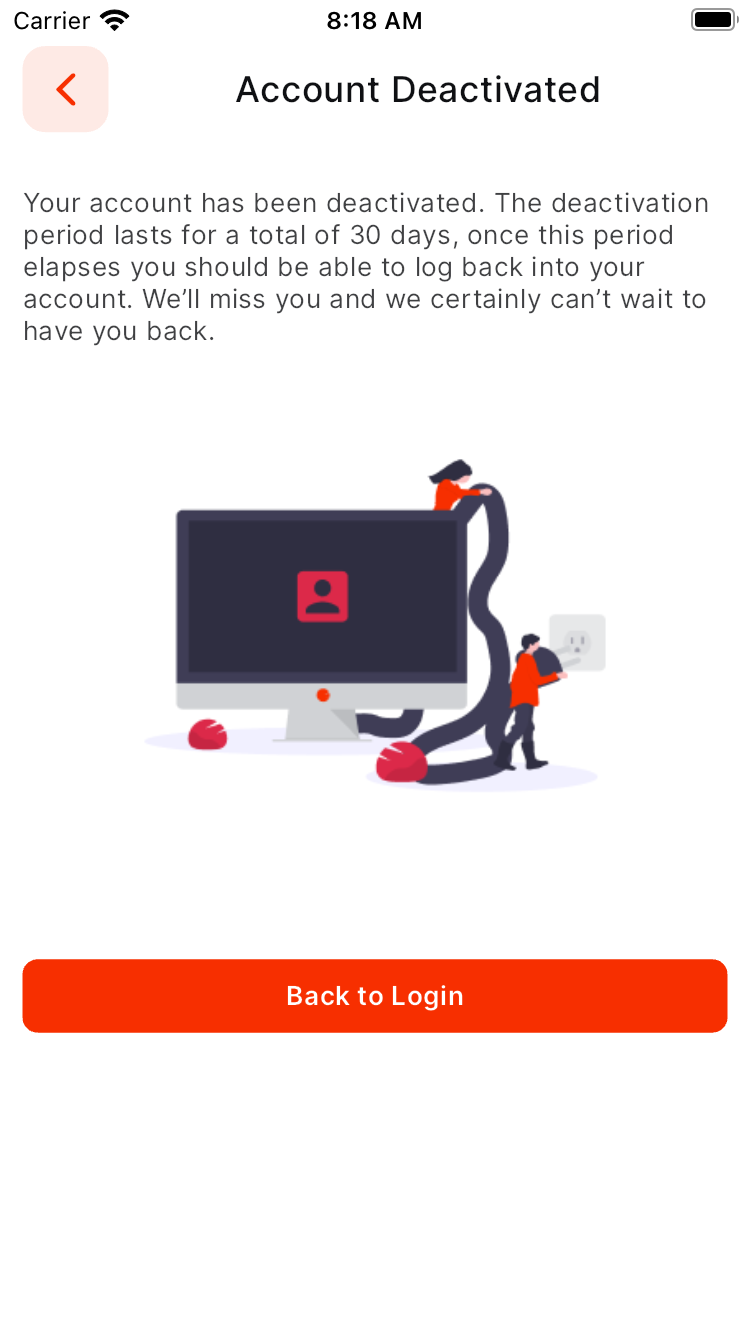 Carrier 8:18 AM
Account Deactivated
Your account has been deactivated. The deactivation
period lasts for a total of 30 days, once this period
elapses you should be able to log back into your
account. We’ll miss you and we certainly can’t wait to
have you back.
Back to Login